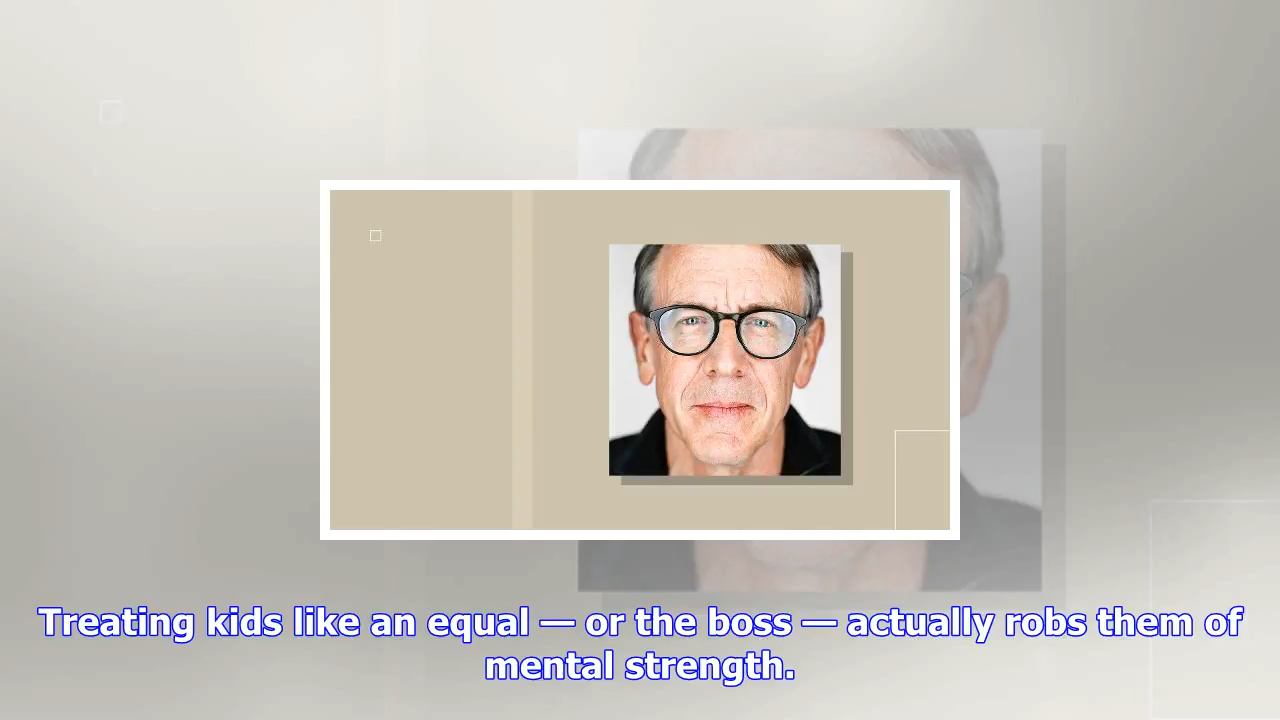 Treating kids like an equal — or the boss — actually robs them of
mental strength.